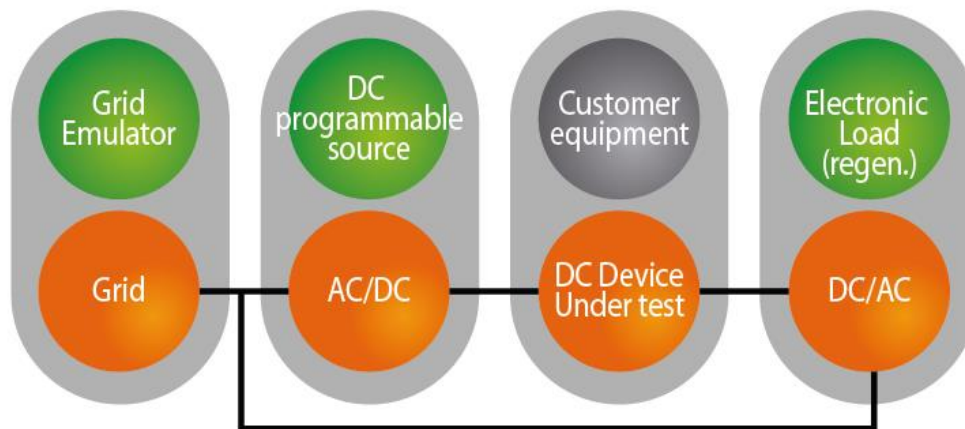 Grid
Emulator
DC
programmable
source
Customer
equipment
Electronic
Load
(regen.)
Grid
AC/DC
DC Device
Under test
DC/AC